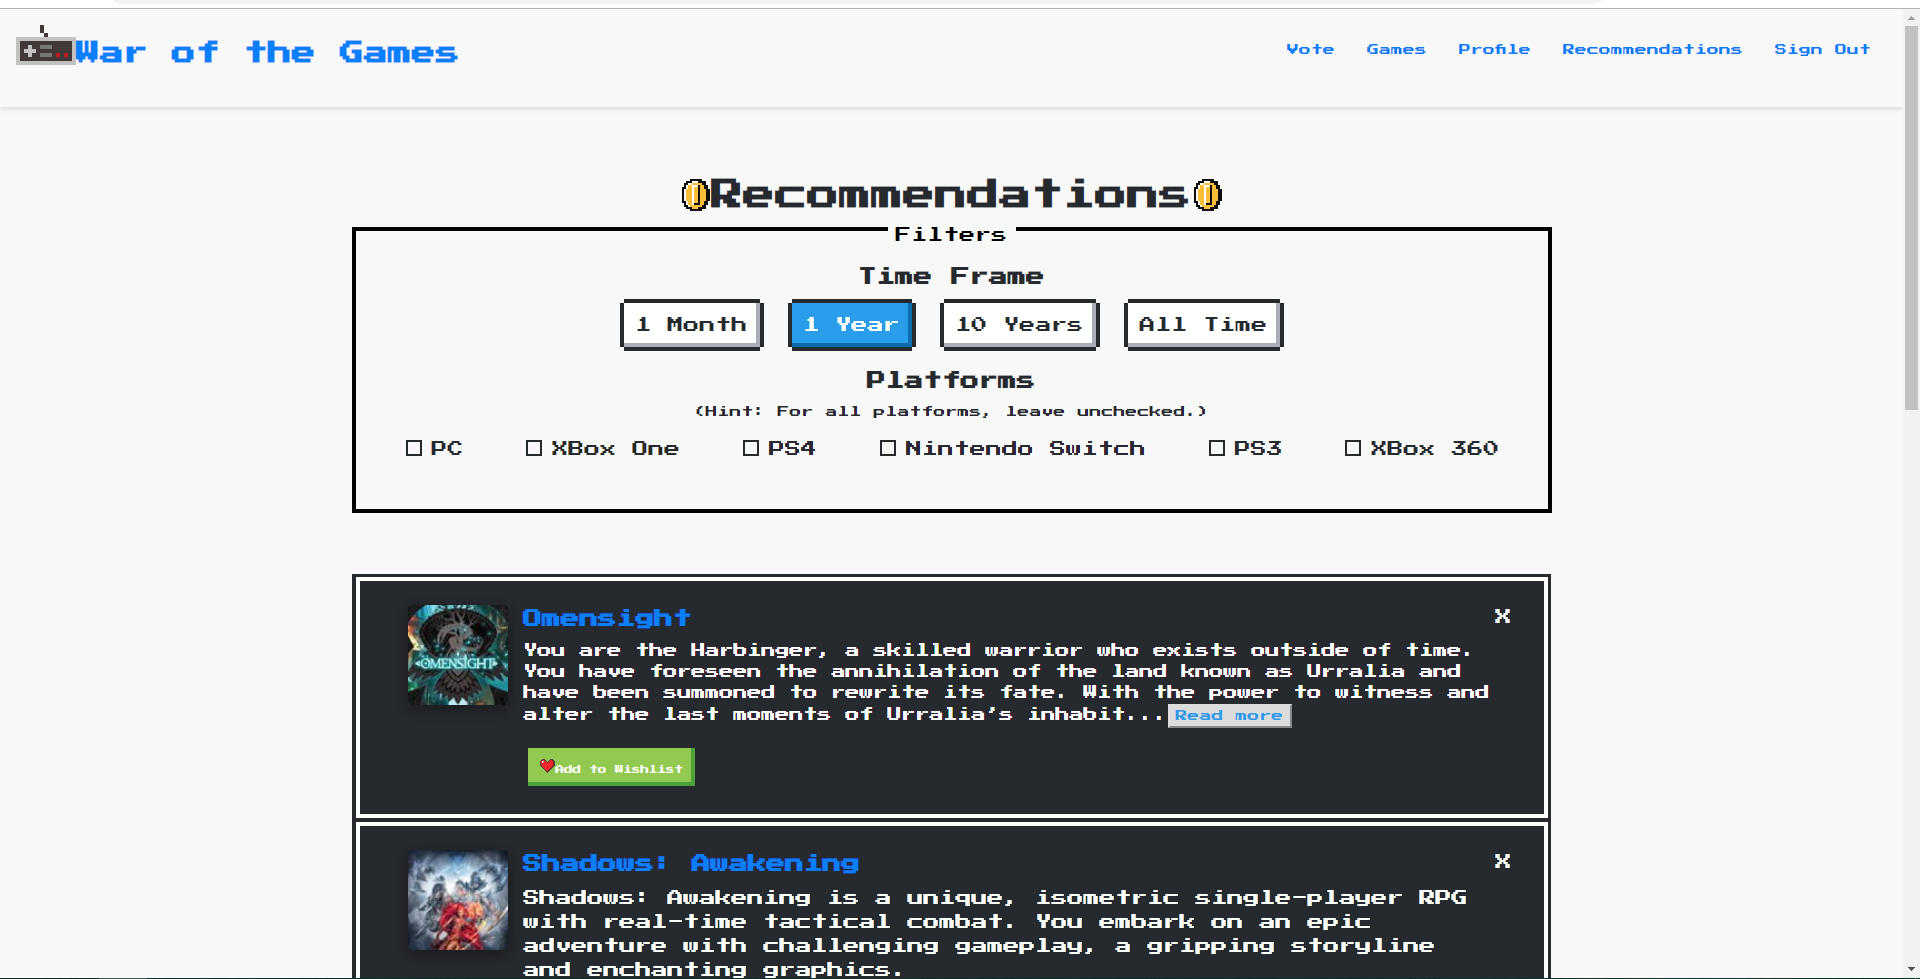 War of the Games
Vote Games Profile Recommendations Sign Out
Recommendations
Filters
Time Frame
1 Month 1 Year 10 Years All Time
Platforms
(Hint: For all platforms, leave unchecked.)
PC XBox One PS4 Nintendo Switch PS3 XBox 360
OMENSIGHT
Omensight
X
You are the Harbinger, a skilled warrior who exists outside of time.
You have foreseen the annihilation of the land known as Urralia and
have been summoned to rewrite its fate. With the power to witness and
alter the last moments of Urralia's inhabit... Read more
Add to Wishlist
Shadows: Awakening
X
Shadows: Awakening is a unique, isometric single-player RPG
with real-time tactical combat. You embark on an epic
adventure with challenging gameplay, a gripping storyline
and enchanting graphics.